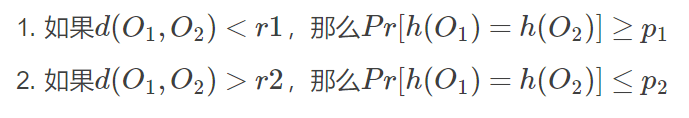 1. 如果d(O₁, O₂) < r1，那么Pr[h(O₁) = h(O₂)] ≥ p₁
2. 如果d(O₁, O₂) > r2，那么Pr[h(O₁) = h(O₂)] ≤ p₂